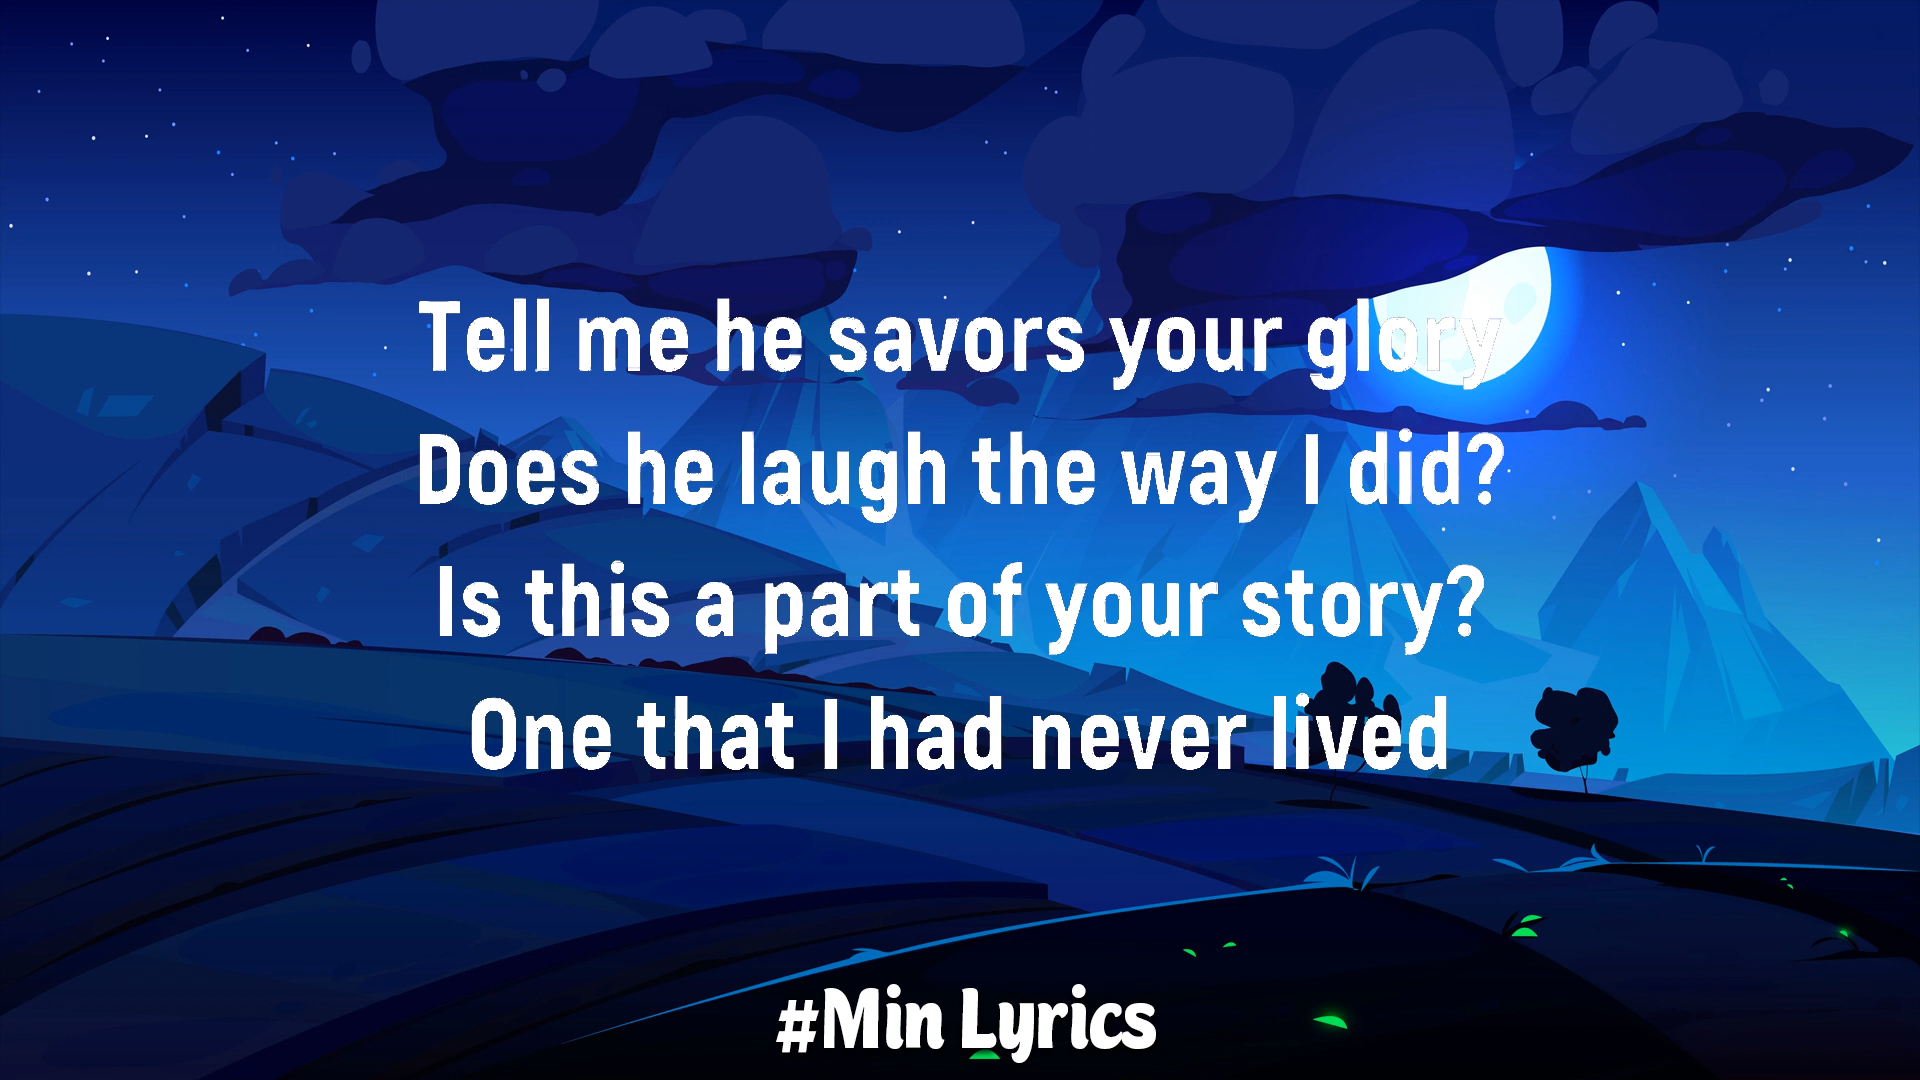 Tell me he savors your glory
Does he laugh the way I did?
Is this a part of your story?
One that I had never lived
#Min Lyrics